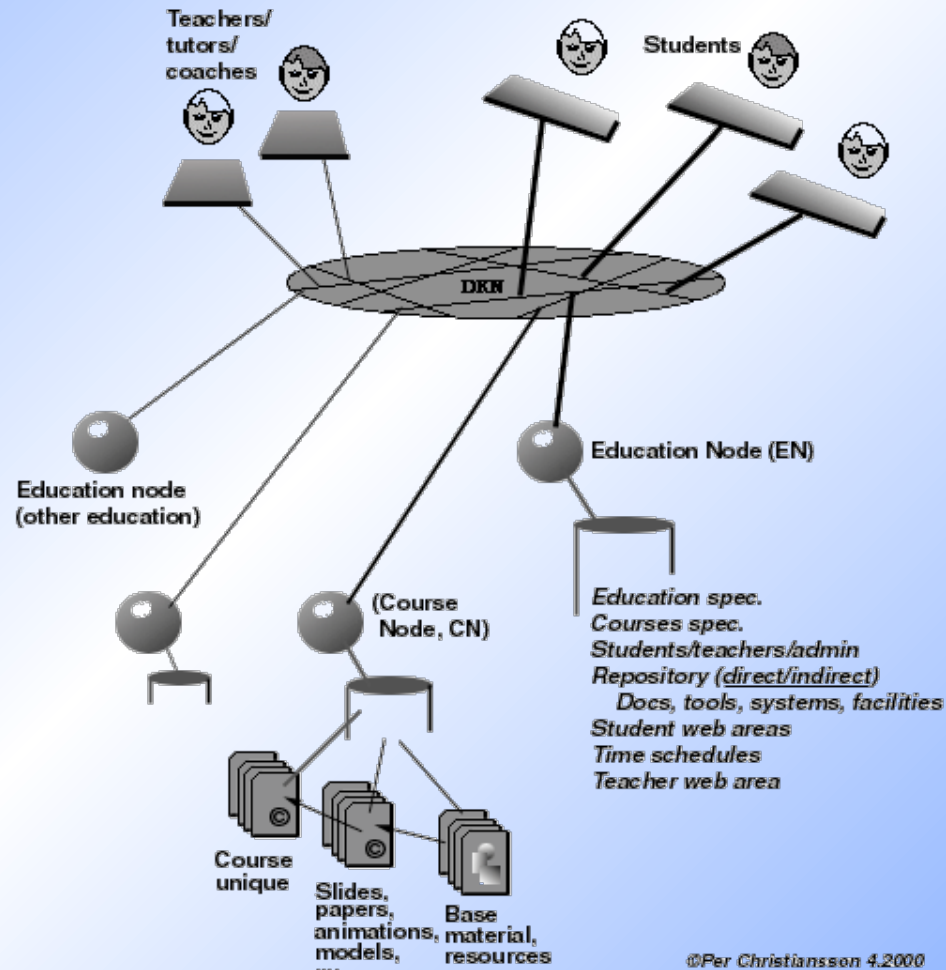 Teachers/
tutors/
coaches
Students
DKN
Education Node (EN)
Education node
(other education)
(Course
Node, CN)
Education spec.
Courses spec.
Students/teachers/admin
Repository (direct/indirect)
Docs, tools, systems, facilities
Student web areas
Time schedules
Teacher web area
©
©
Course
unique
Slides,
papers,
animations,
models,
Base
material,
resources
©Per Christiansson 4.2000